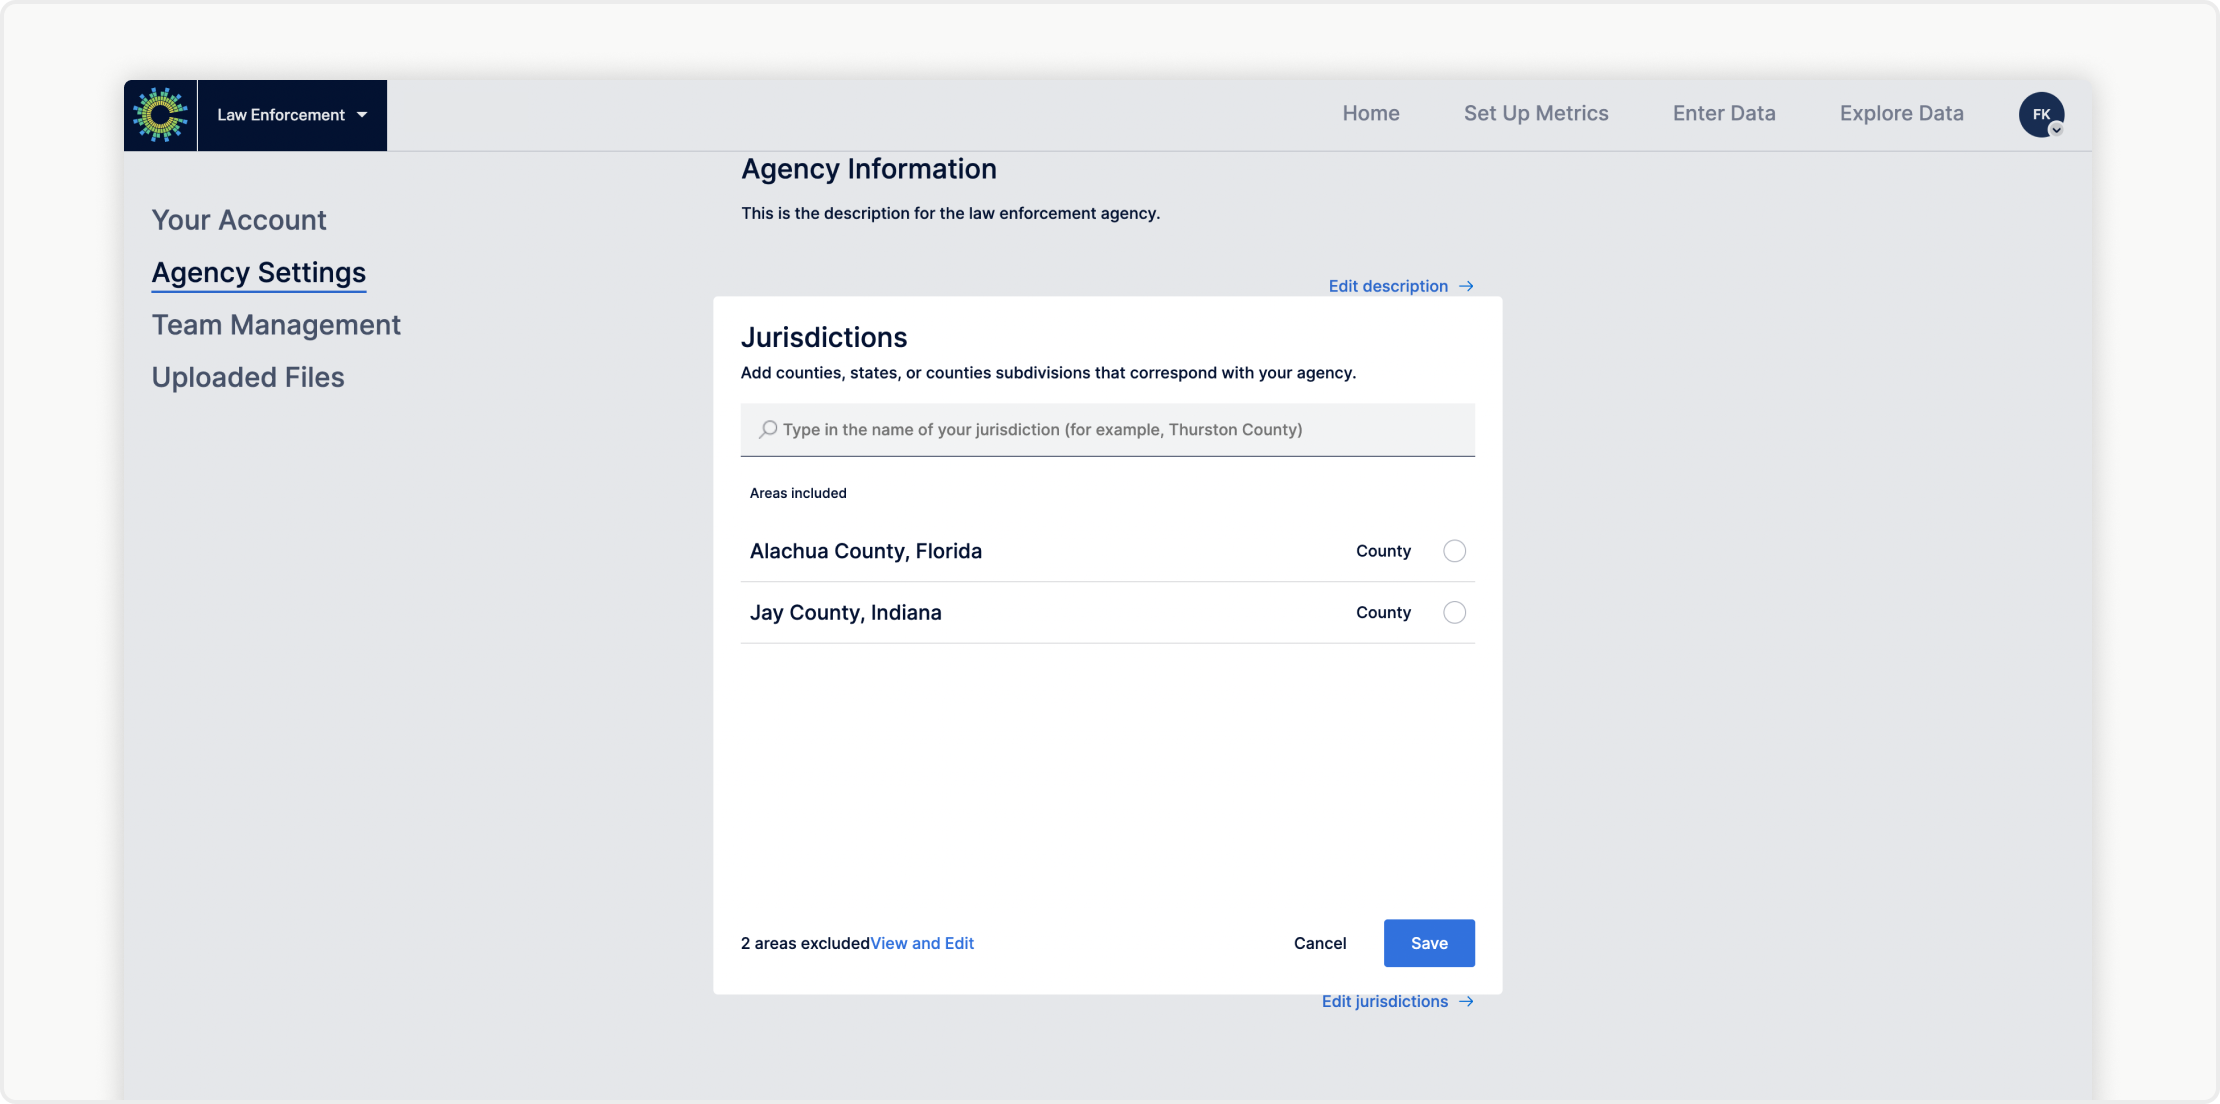 Law Enforcement
Home
Set Up Metrics
Enter Data
Explore Data
FK
Your Account
Agency Settings
Team Management
Uploaded Files
Agency Information
This is the description for the law enforcement agency.
Edit description →
Jurisdictions
Add counties, states, or counties subdivisions that correspond with your agency.
Type in the name of your jurisdiction (for example, Thurston County)
Areas included
Alachua County, Florida County
Jay County, Indiana County
2 areas excludedView and Edit
Cancel
Save
Edit jurisdictions →